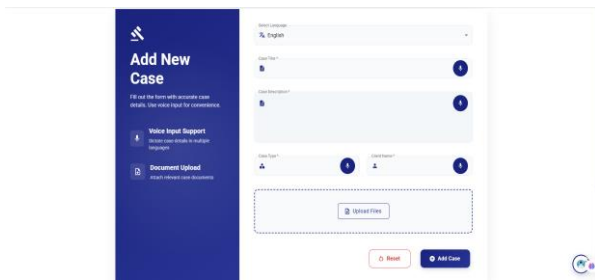 Add New
Case
Fill out the form with accurate case
details. Use voice input for convenience.
Voice Input Support
Dictate case details in multiple
languages
Document Upload
Attach relevant case documents
Select Language
English
Case Title *
Case Description *
Case Type *
Client Name *
Upload Files
Reset
Add Case